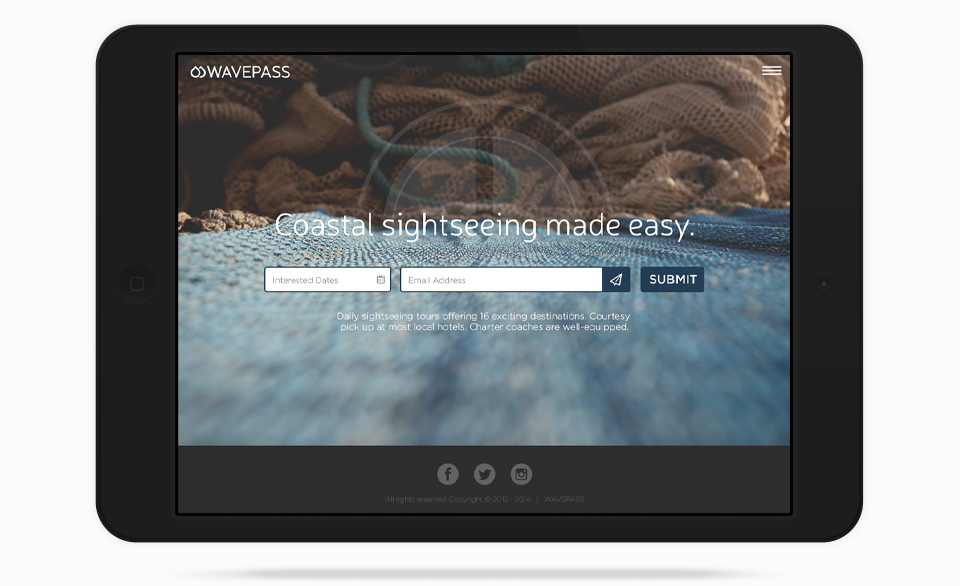 WAVEPASS
Coastal sightseeing made easy.
Interested Dates
Email Address
SUBMIT
Daily sightseeing tours offering 16 exciting destinations. Courtesy
pick up at most local hotels. Charter coaches are well-equipped.
All rights reserved. Copyright © 2012 - 2014 | WAVEPASS